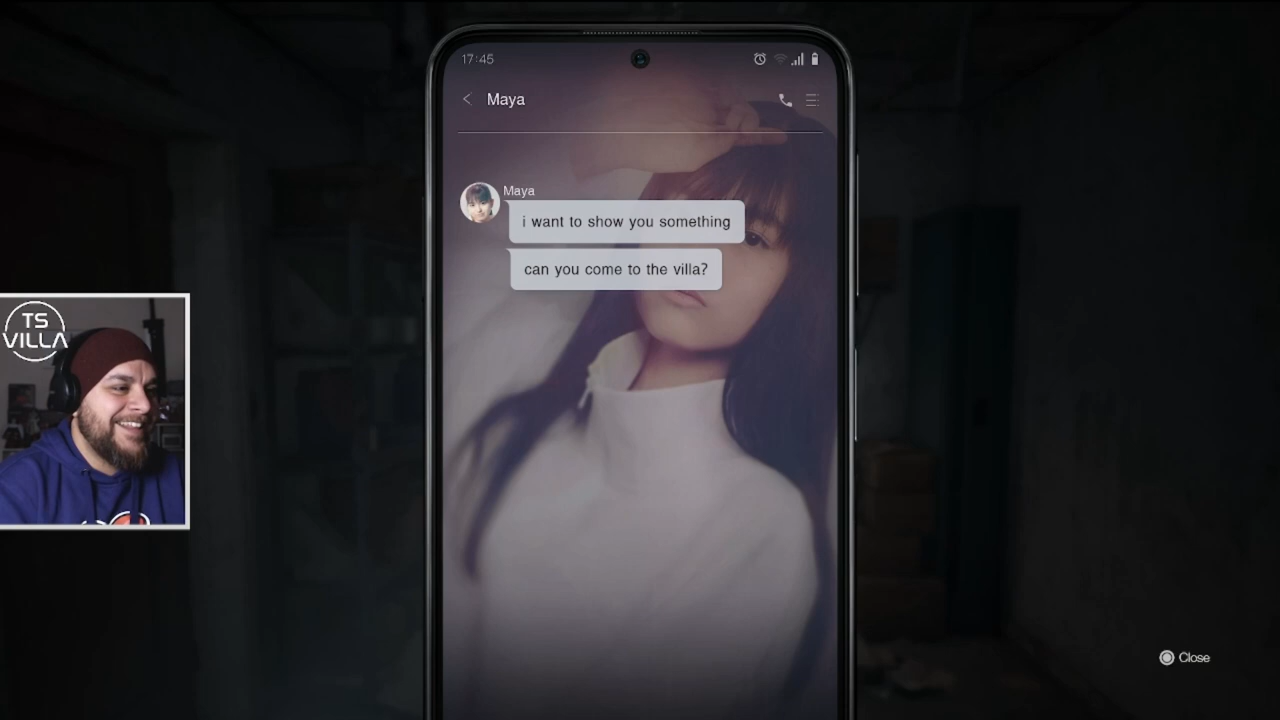 17:45
Maya
Maya
i want to show you something
can you come to the villa?
TS
VILLA
Close